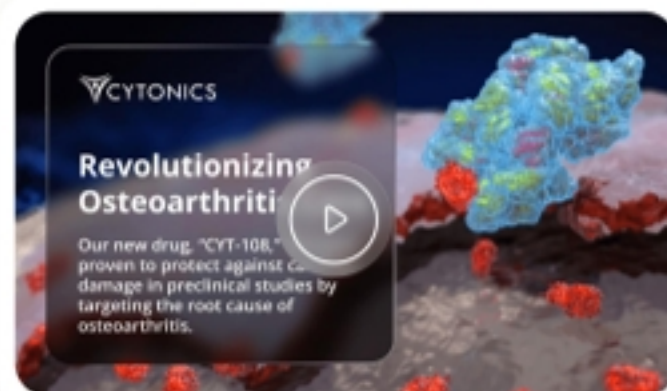 CYTONICS
Revolutionizing
Osteoarthriti
Our new drug, "CYT-108,"
proven to protect against
damage in preclinical studies by
targeting the root cause of
osteoarthritis.